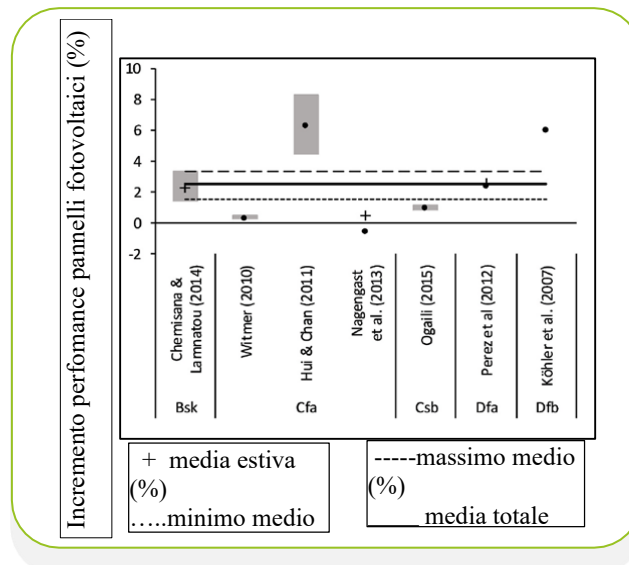 Incremento perfomance pannelli fotovoltaici (%)
10
8
6
4
2
0
-2
Chemisana &
Lamnatou (2014)
Witmer (2010)
Hui & Chan (2011)
Nagengast
et al. (2013)
Ogaili (2015)
Perez et al (2012)
Köhler et al. (2007)
Bsk
Cfa
Csb
Dfa
Dfb
+ media estiva
(%)
…..minimo medio
-----massimo medio
(%)
____ media totale